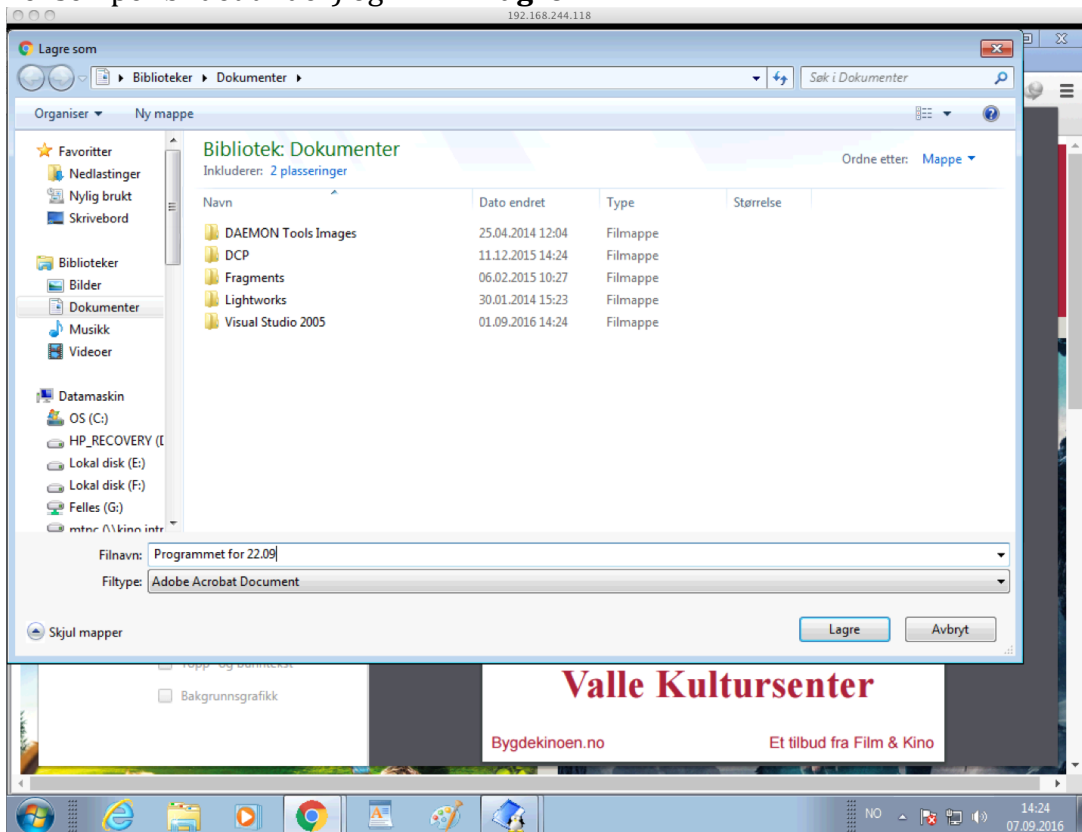 192.168.244.118
Lagre som
Biblioteker ▸ Dokumenter ▸
Søk i Dokumenter
Organiser Ny mappe
Favoritter
Nedlastinger
Nylig brukt
Skrivebord
Biblioteker
Bilder
Dokumenter
Musikk
Videoer
Datamaskin
OS (C:)
HP_RECOVERY (D
Lokal disk (E:)
Lokal disk (F:)
Felles (G:)
Bibliotek: Dokumenter
Inkluderer: 2 plasseringer
Ordne etter: Mappe
Navn Dato endret Type Størrelse
DAEMON Tools Images 25.04.2014 12:04 Filmappe
DCP 11.12.2015 14:24 Filmappe
Fragments 06.02.2015 10:27 Filmappe
Lightworks 30.01.2014 15:23 Filmappe
Visual Studio 2005 01.09.2016 14:24 Filmappe
Filnavn: Programmet for 22.09
Filtype: Adobe Acrobat Document
Skjul mapper
Lagre Avbryt
Bakgrunnsgrafikk
Valle Kultursenter
Bygdekinoen.no Et tilbud fra Film & Kino
NO
14:24
07.09.2016